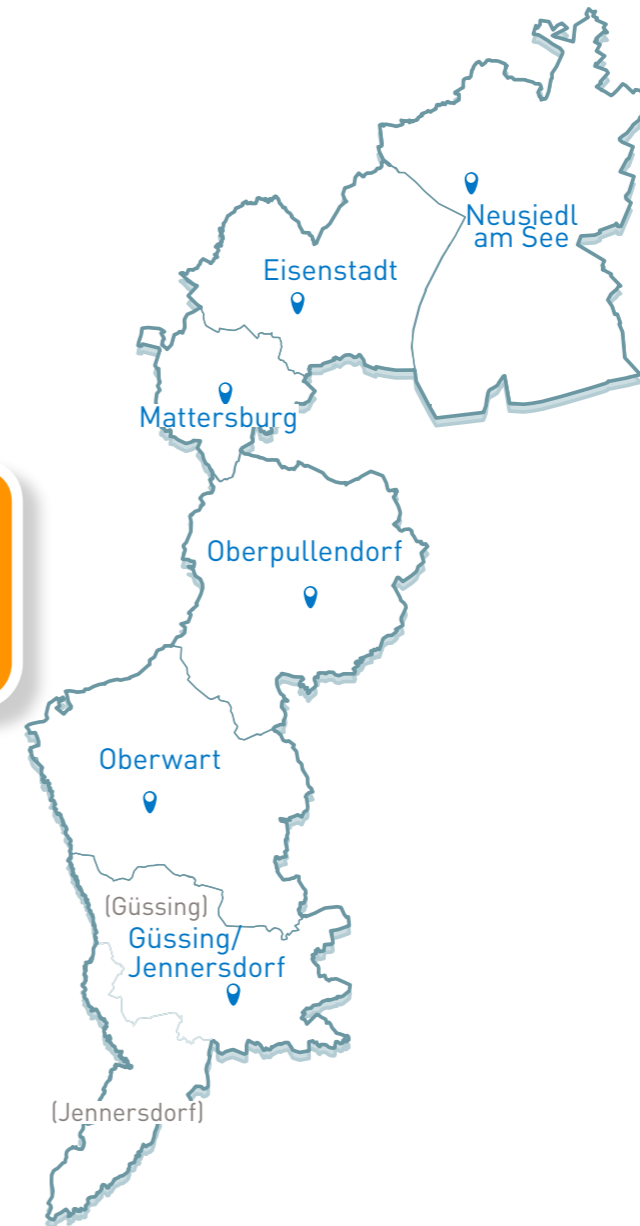 Neusiedl
am See
Eisenstadt
Mattersburg
Oberpullendorf
Oberwart
(Güssing)
Güssing/
Jennersdorf
(Jennersdorf)